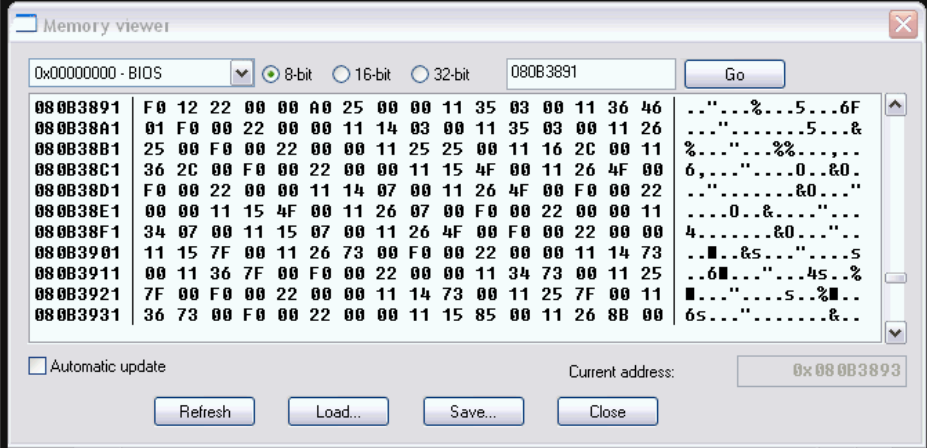 Memory viewer
0x00000000 - BIOS 8-bit 16-bit 32-bit 080B3891 Go
080B3891 F0 12 22 00 00 A0 25 00 00 11 35 03 00 11 36 46 .."...%...5...6F
080B38A1 01 F0 00 22 00 00 11 14 03 00 11 35 03 00 11 26 ...".......5...&
080B38B1 25 00 F0 00 22 00 00 11 25 25 00 11 16 2C 00 11 %..."...%%...,..
080B38C1 36 2C 00 F0 00 22 00 00 11 15 4F 00 11 26 4F 00 6,..."....O..&O.
080B38D1 F0 00 22 00 00 11 14 07 00 11 26 4F 00 F0 00 22 ..".......&O..."
080B38E1 00 00 11 15 4F 00 11 26 07 00 F0 00 22 00 00 11 ....O..&...."...
080B38F1 34 07 00 11 15 07 00 11 26 4F 00 F0 00 22 00 00 4.......&O..."..
080B3901 11 15 7F 00 11 26 73 00 F0 00 22 00 00 11 14 73 ..■..&s..."....s
080B3911 00 11 36 7F 00 F0 00 22 00 00 11 34 73 00 11 25 ..6■..."...4s..%
080B3921 7F 00 F0 00 22 00 00 11 14 73 00 11 25 7F 00 11 ■..."....s..%■..
080B3931 36 73 00 F0 00 22 00 00 11 15 85 00 11 26 8B 00 6s...".......&..
Automatic update
Current address: 0x080B3893
Refresh Load... Save... Close